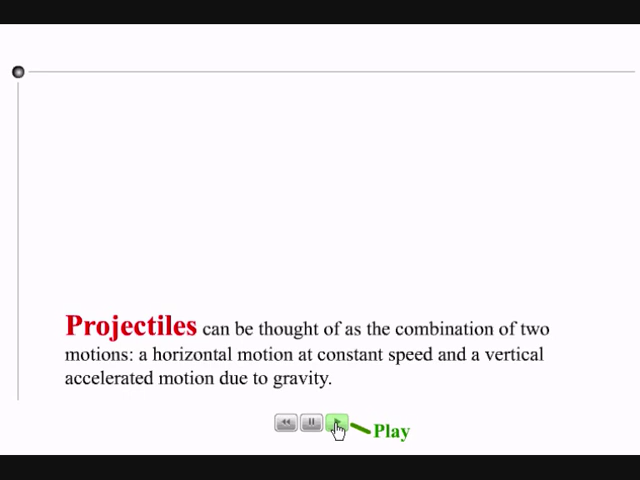 Projectiles can be thought of as the combination of two
motions: a horizontal motion at constant speed and a vertical
accelerated motion due to gravity.
Play